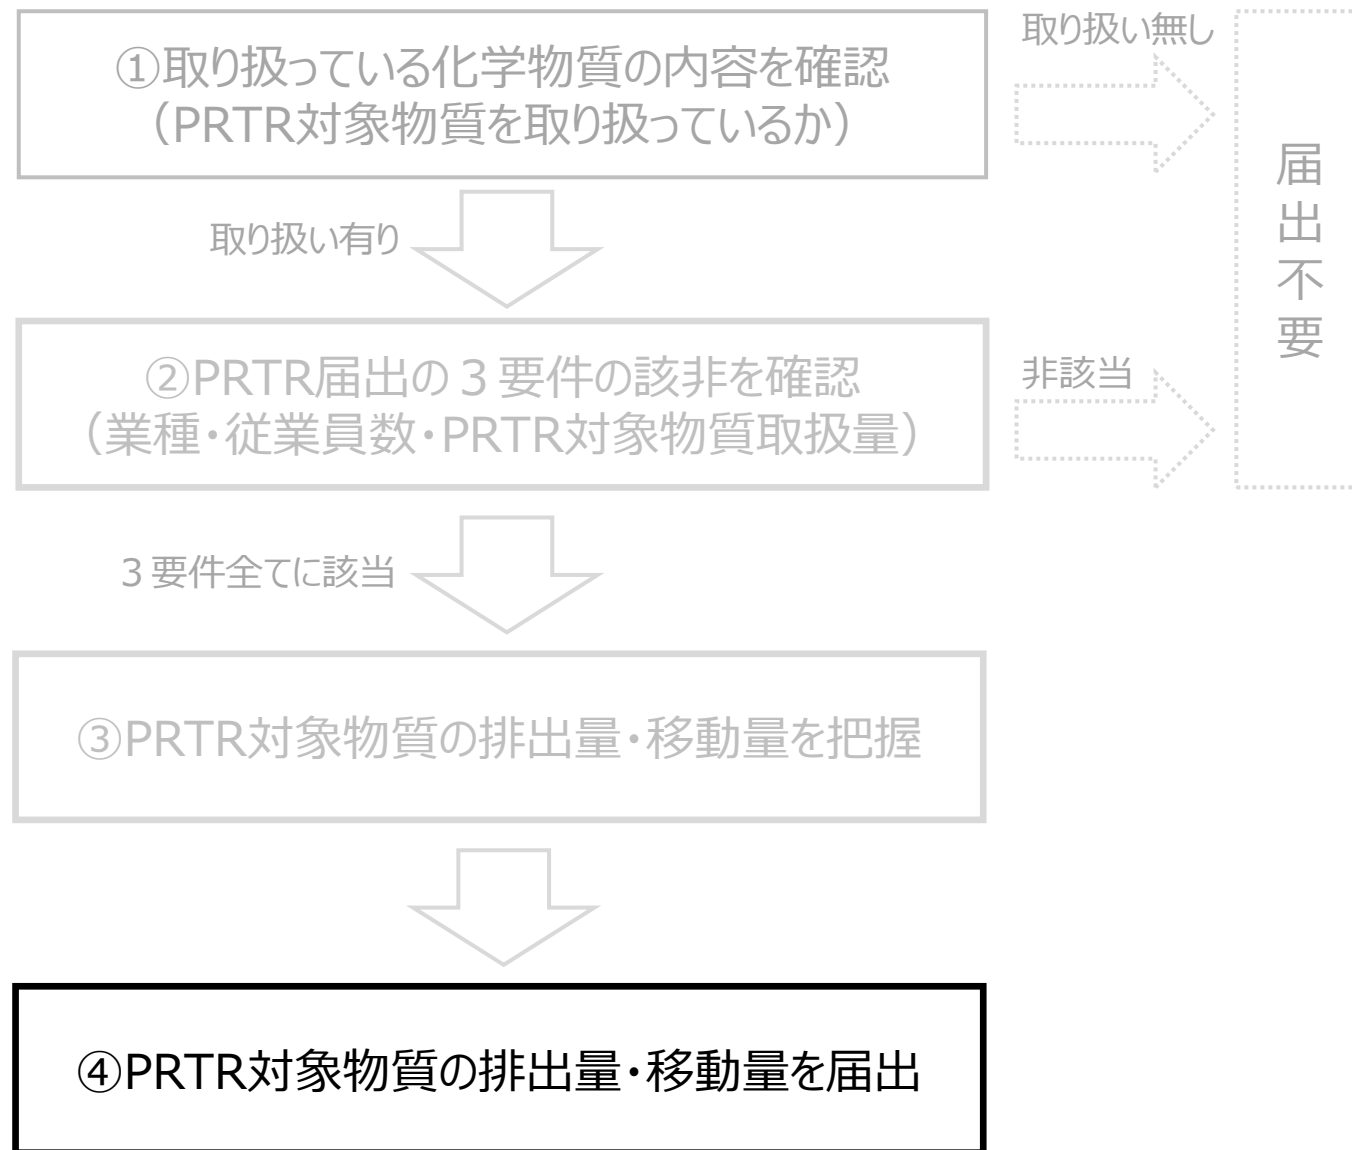 ①取り扱っている化学物質の内容を確認
（PRTR対象物質を取り扱っているか）
取り扱い無し
届出不要
取り扱い有り
②PRTR届出の３要件の該非を確認
（業種・従業員数・PRTR対象物質取扱量）
非該当
３要件全てに該当
③PRTR対象物質の排出量・移動量を把握
④PRTR対象物質の排出量・移動量を届出